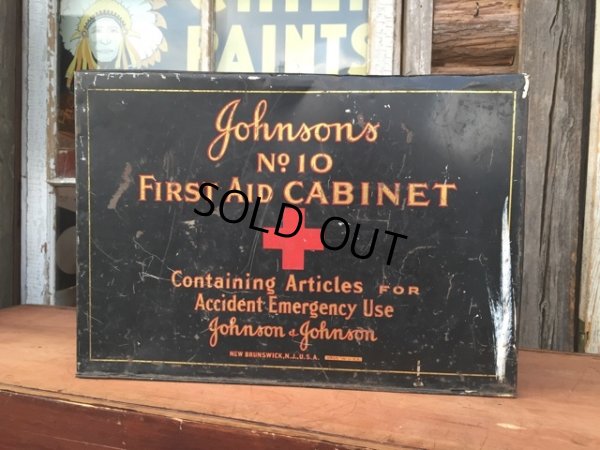 CHIEF
PAINTS
Johnson's
No 10
FIRST AID CABINET
SOLD OUT
Containing Articles FOR
Accident Emergency Use
Johnson & Johnson
NEW BRUNSWICK, N.J., U.S.A.